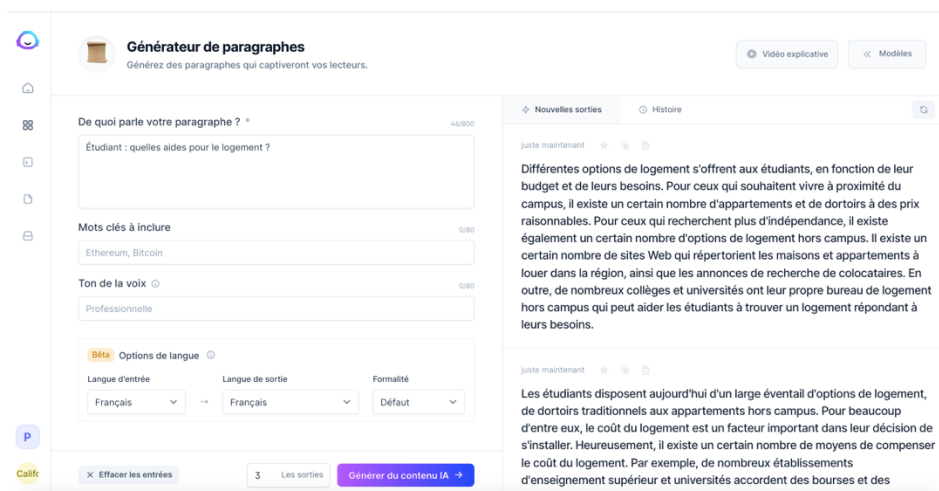 Générateur de paragraphes
Générez des paragraphes qui captiveront vos lecteurs.
Vidéo explicative
Modèles
De quoi parle votre paragraphe ? *
46/800
Étudiant : quelles aides pour le logement ?
Mots clés à inclure
0/80
Ethereum, Bitcoin
Ton de la voix
0/80
Professionnelle
Bêta Options de langue
Langue d'entrée
Langue de sortie
Formalité
Français
→
Français
Défaut
P
Califc
× Effacer les entrées
3 Les sorties
Générer du contenu IA →
Nouvelles sorties
Histoire
juste maintenant
Différentes options de logement s'offrent aux étudiants, en fonction de leur
budget et de leurs besoins. Pour ceux qui souhaitent vivre à proximité du
campus, il existe un certain nombre d'appartements et de dortoirs à des prix
raisonnables. Pour ceux qui recherchent plus d'indépendance, il existe
également un certain nombre d'options de logement hors campus. Il existe un
certain nombre de sites Web qui répertorient les maisons et appartements à
louer dans la région, ainsi que les annonces de recherche de colocataires. En
outre, de nombreux collèges et universités ont leur propre bureau de logement
hors campus qui peut aider les étudiants à trouver un logement répondant à
leurs besoins.
juste maintenant
Les étudiants disposent aujourd'hui d'un large éventail d'options de logement,
de dortoirs traditionnels aux appartements hors campus. Pour beaucoup
d'entre eux, le coût du logement est un facteur important dans leur décision de
s'installer. Heureusement, il existe un certain nombre de moyens de compenser
le coût du logement. Par exemple, de nombreux établissements
d'enseignement supérieur et universités accordent des bourses et des